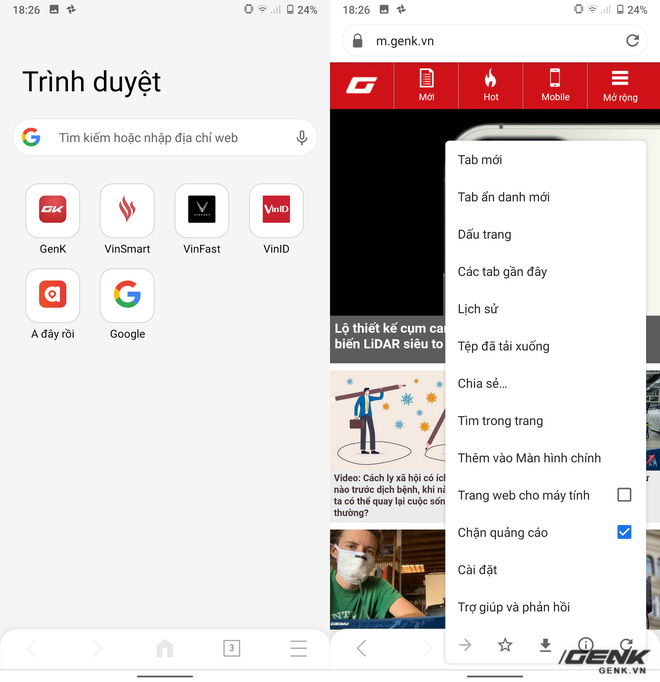 18:26
24%
Trình duyệt
Tìm kiếm hoặc nhập địa chỉ web
GK
VINFAST
VinID
GenK
VinSmart
VinFast
VinID
A đây rồi
Google
3
18:26
24%
m.genk.vn
Mới
Hot
Mobile
Mở rộng
Lộ thiết kế cụm
biến LiDAR siêu to
Video: Cách ly xã hội có
nào trước dịch bệnh, khi
ta có thể quay lại cuộc
thường?
GENK
Tab mới
Tab ẩn danh mới
Dấu trang
Các tab gần đây
Lịch sử
Tệp đã tải xuống
Chia sẻ...
Tìm trong trang
Thêm vào Màn hình chính
Trang web cho máy tính
Chặn quảng cáo
Cài đặt
Trợ giúp và phản hồi
GENK
GENK.VN